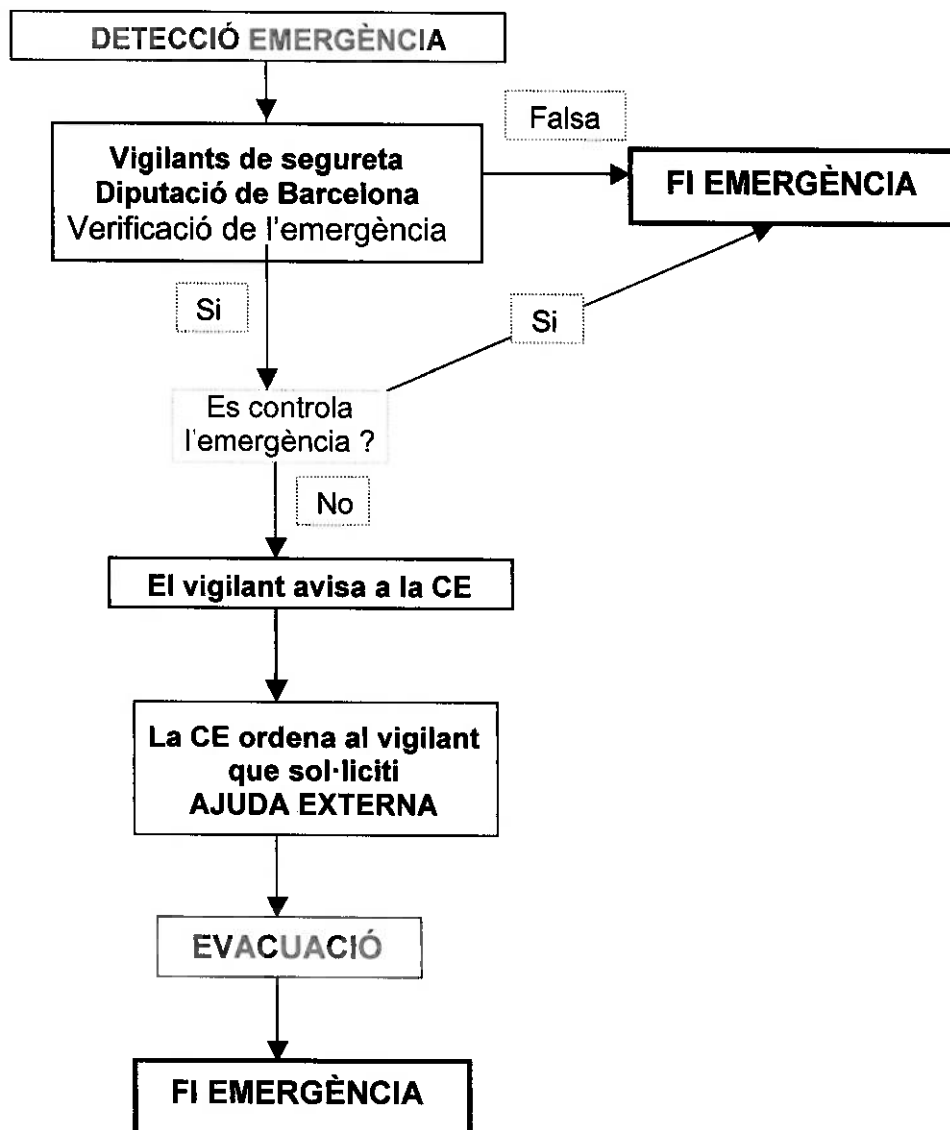 DETECCIÓ EMERGÈNCIA
Falsa
Vigilants de segureta
Diputació de Barcelona
Verificació de l'emergència
FI EMERGÈNCIA
Si
Si
Es controla
l'emergència ?
No
El vigilant avisa a la CE
La CE ordena al vigilant
que sol·liciti
AJUDA EXTERNA
EVACUACIÓ
FI EMERGÈNCIA